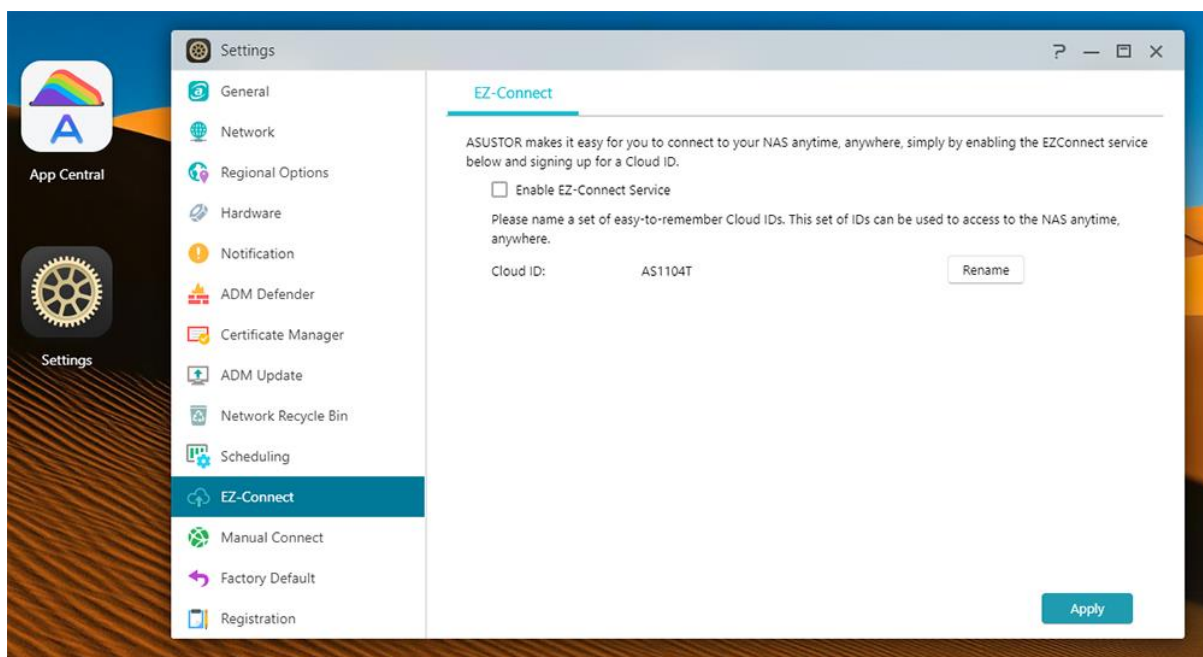 Settings
App Central
Settings
General
Network
Regional Options
Hardware
Notification
ADM Defender
Certificate Manager
ADM Update
Network Recycle Bin
Scheduling
EZ-Connect
Manual Connect
Factory Default
Registration
EZ-Connect
ASUSTOR makes it easy for you to connect to your NAS anytime, anywhere, simply by enabling the EZConnect service
below and signing up for a Cloud ID.
Enable EZ-Connect Service
Please name a set of easy-to-remember Cloud IDs. This set of IDs can be used to access to the NAS anytime,
anywhere.
Cloud ID: AS1104T Rename
Apply